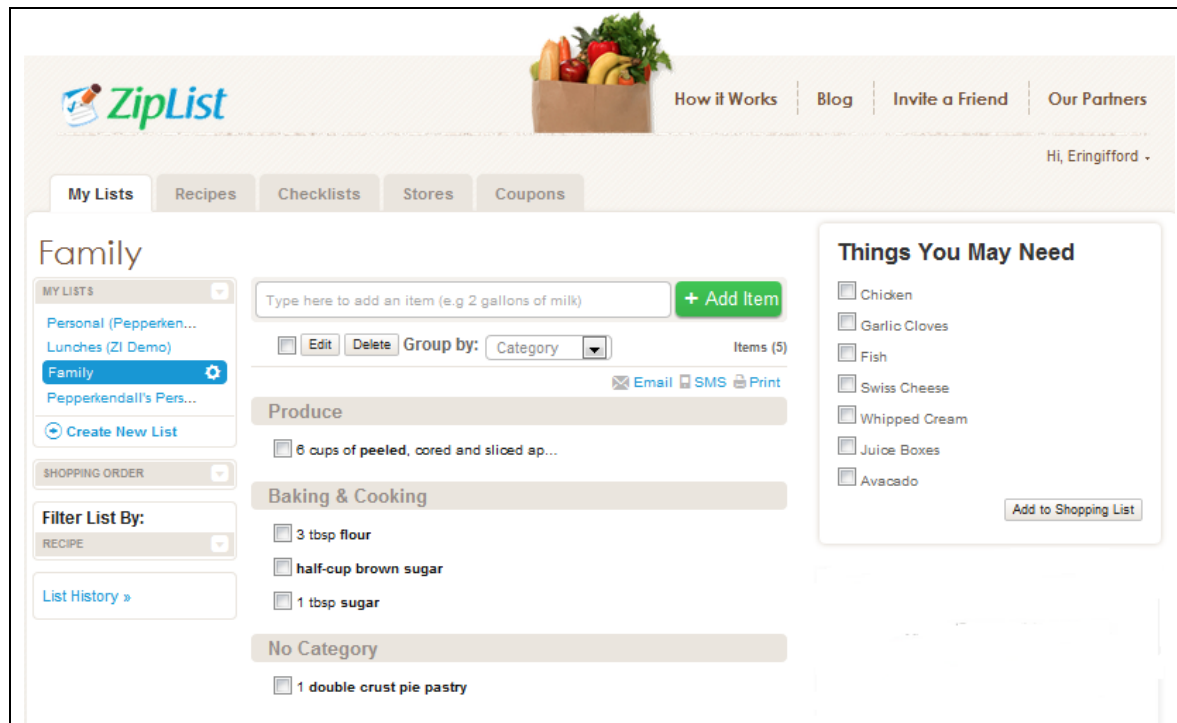 ZipList
How it Works Blog Invite a Friend Our Partners
Hi, Eringifford
My Lists Recipes Checklists Stores Coupons
Family
MY LISTS
Personal (Pepperken...
Lunches (ZI Demo)
Family
Pepperkendall's Pers...
Create New List
SHOPPING ORDER
Filter List By:
RECIPE
List History »
Type here to add an item (e.g 2 gallons of milk)
+ Add Item
Edit Delete Group by: Category Items (5)
Email SMS Print
Produce
6 cups of peeled, cored and sliced ap...
Baking & Cooking
3 tbsp flour
half-cup brown sugar
1 tbsp sugar
No Category
1 double crust pie pastry
Things You May Need
Chicken
Garlic Cloves
Fish
Swiss Cheese
Whipped Cream
Juice Boxes
Avacado
Add to Shopping List